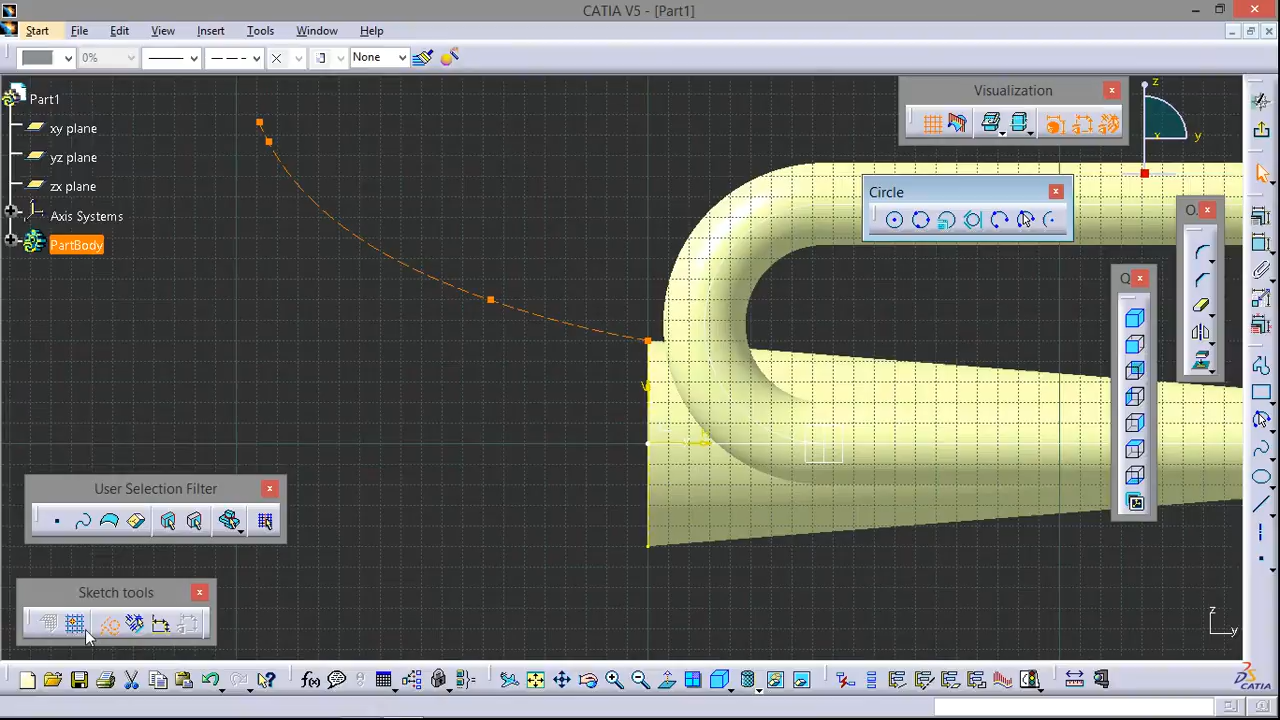 CATIA V5 - [Part1]
Start File Edit View Insert Tools Window Help
0% None
Part1
xy plane
yz plane
zx plane
Axis Systems
PartBody
Visualization
z
x y
Circle
O...
Q...
User Selection Filter
Sketch tools
V
z
y
f(x)
CATIA